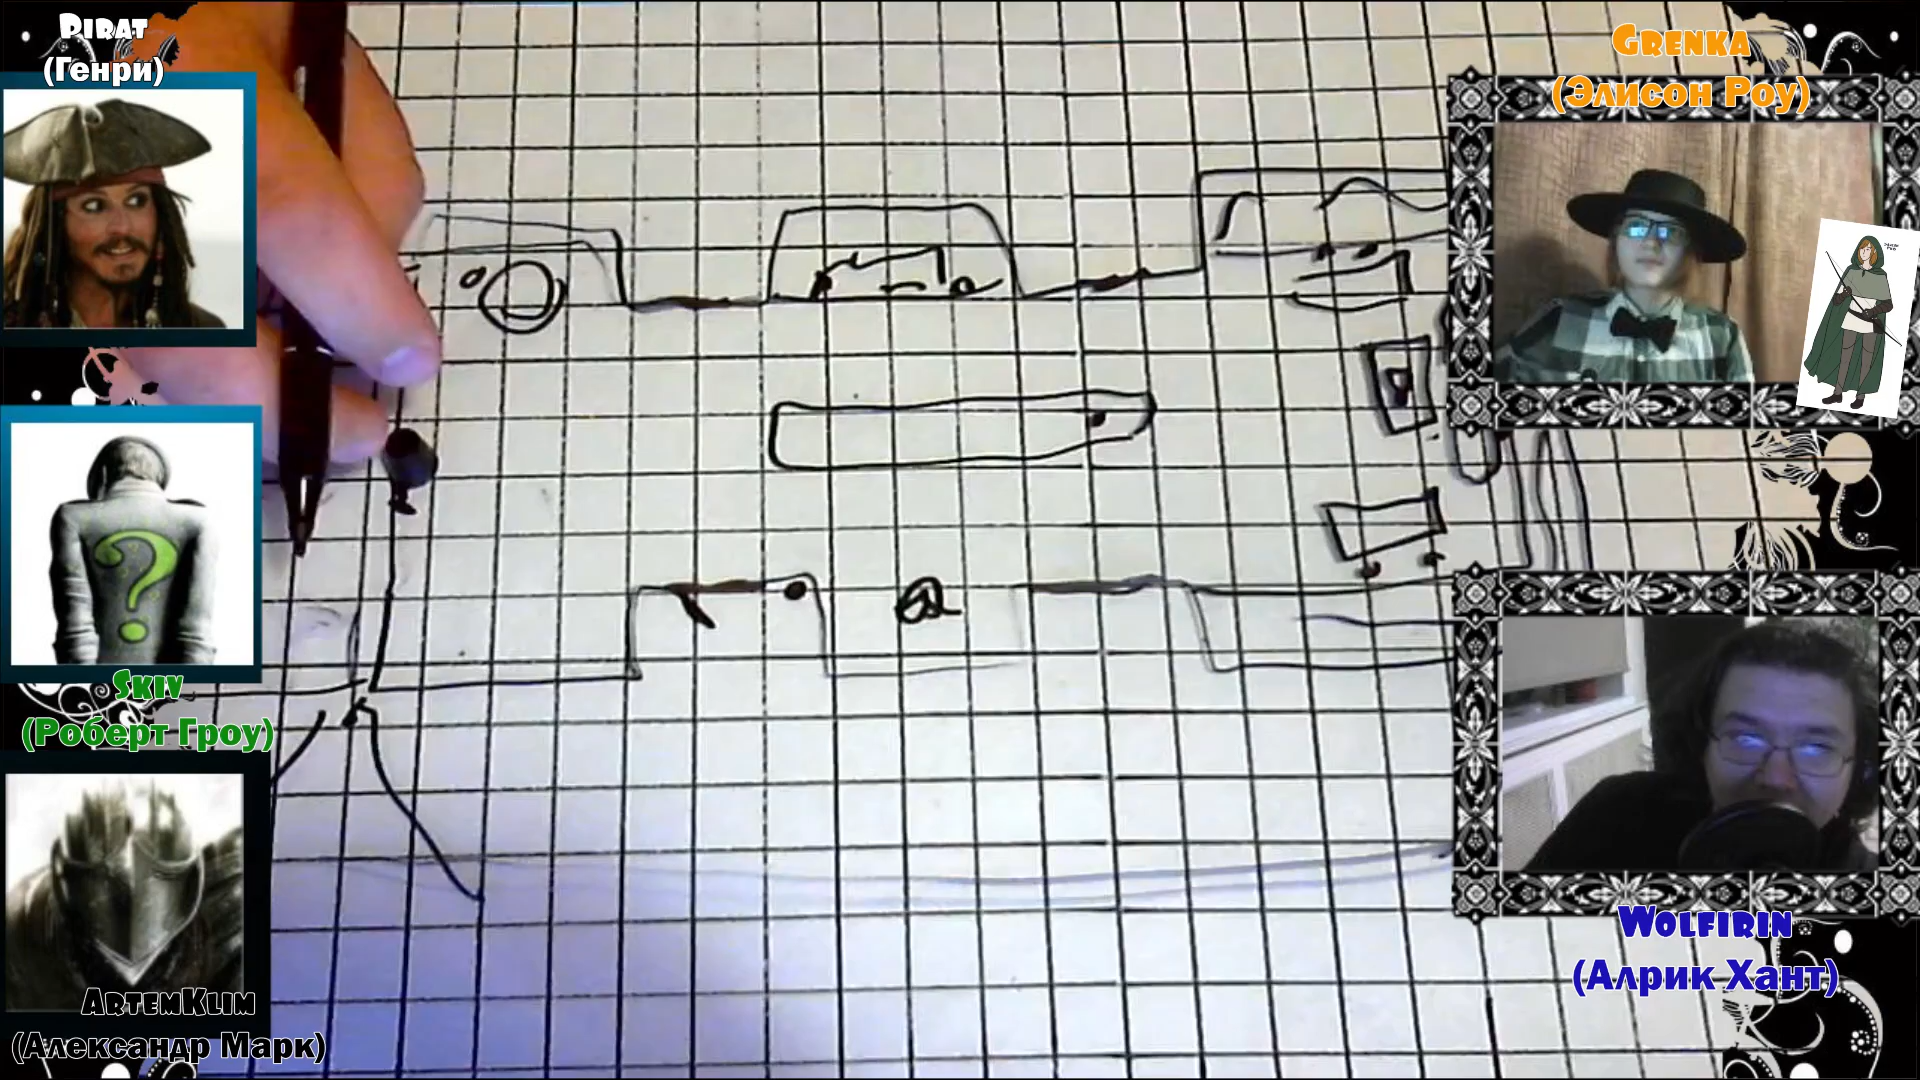 Pirat
(Генри)
Grenka
(Элисон Роу)
Skiv
(Роберт Гроу)
ArtemKlim
(Александр Марк)
Wolfirin
(Алрик Хант)